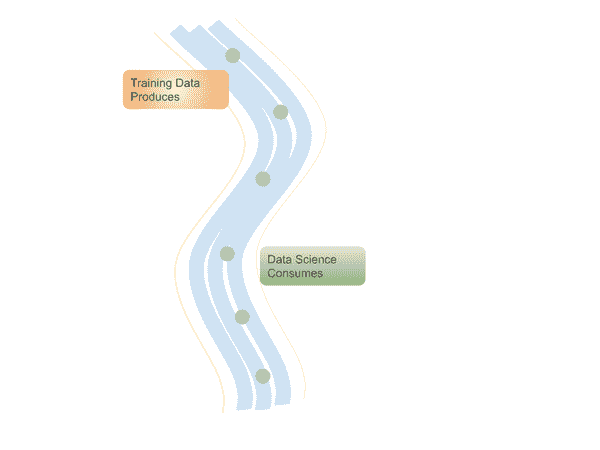 Training Data
Produces
Data Science
Consumes